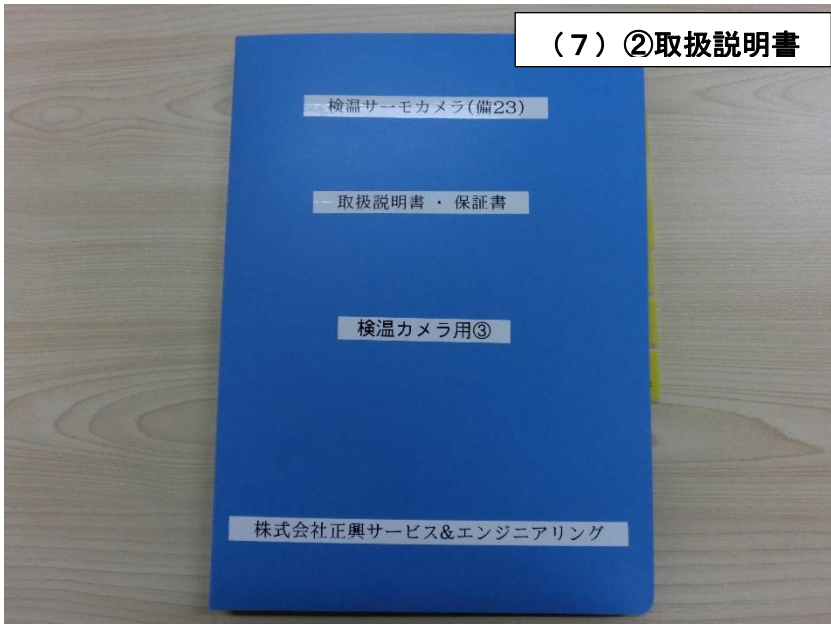 （７）②取扱説明書
検温サーモカメラ(備23)
取扱説明書 ・ 保証書
検温カメラ用③
株式会社正興サービス&エンジニアリング